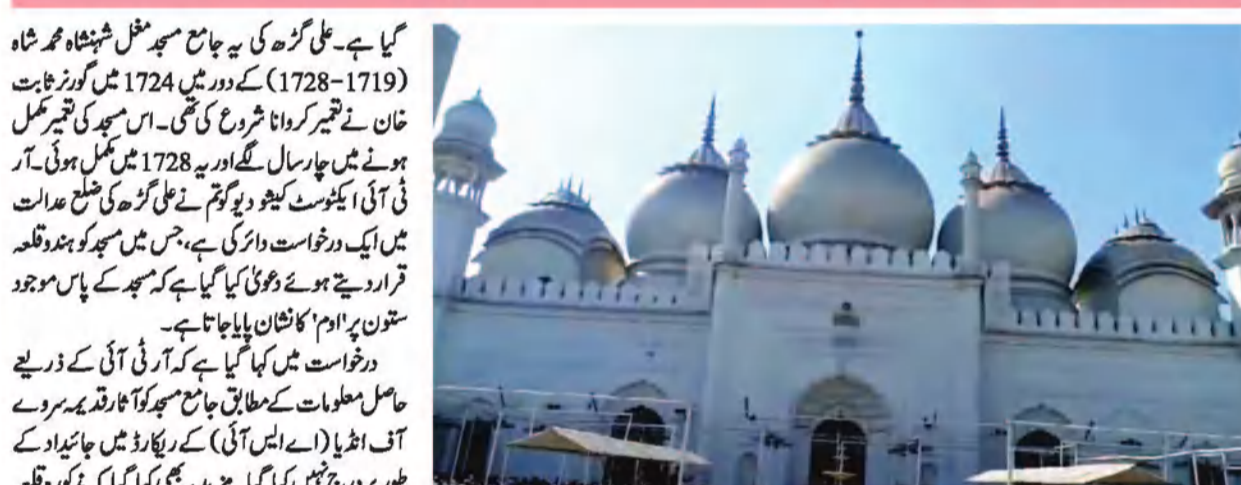 گیا ہے۔ علی گڑھ کی یہ جامع مسجد مغل شہنشاہ محمد شاہ
(1719-1728) کے دور میں 1724 میں گورنر ثابت
خان نے تعمیر کروانا شروع کی تھی۔ اس مسجد کی تعمیر مکمل
ہونے میں چار سال لگے اور یہ 1728 میں مکمل ہوئی۔ آر
ٹی آئی ایکٹوسٹ کیشو دیو گوتم نے علی گڑھ کی ضلع عدالت
میں ایک درخواست دائر کی ہے، جس میں مسجد کو ہندو قلعہ
قرار دیتے ہوئے دعویٰ کیا گیا ہے کہ مسجد کے پاس موجود
ستون پر 'اوم' کا نشان پایا جاتا ہے۔
درخواست میں کہا گیا ہے کہ آر ٹی آئی کے ذریعے
حاصل معلومات کے مطابق جامع مسجد کو آثار قدیمہ سروے
آف انڈیا (اے ایس آئی) کے ریکارڈ میں جائیداد کے